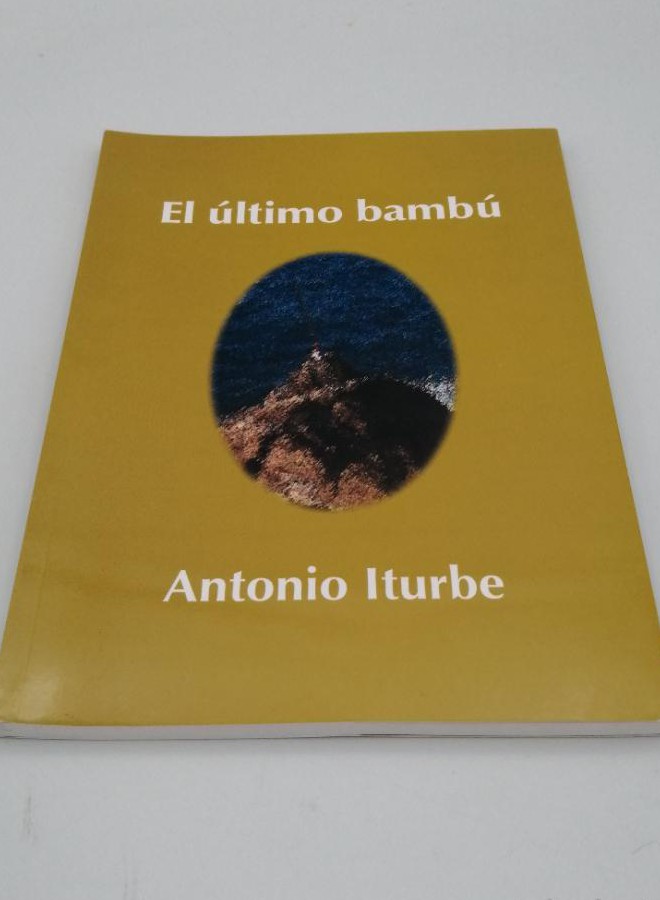 El último bambú
Antonio Iturbe